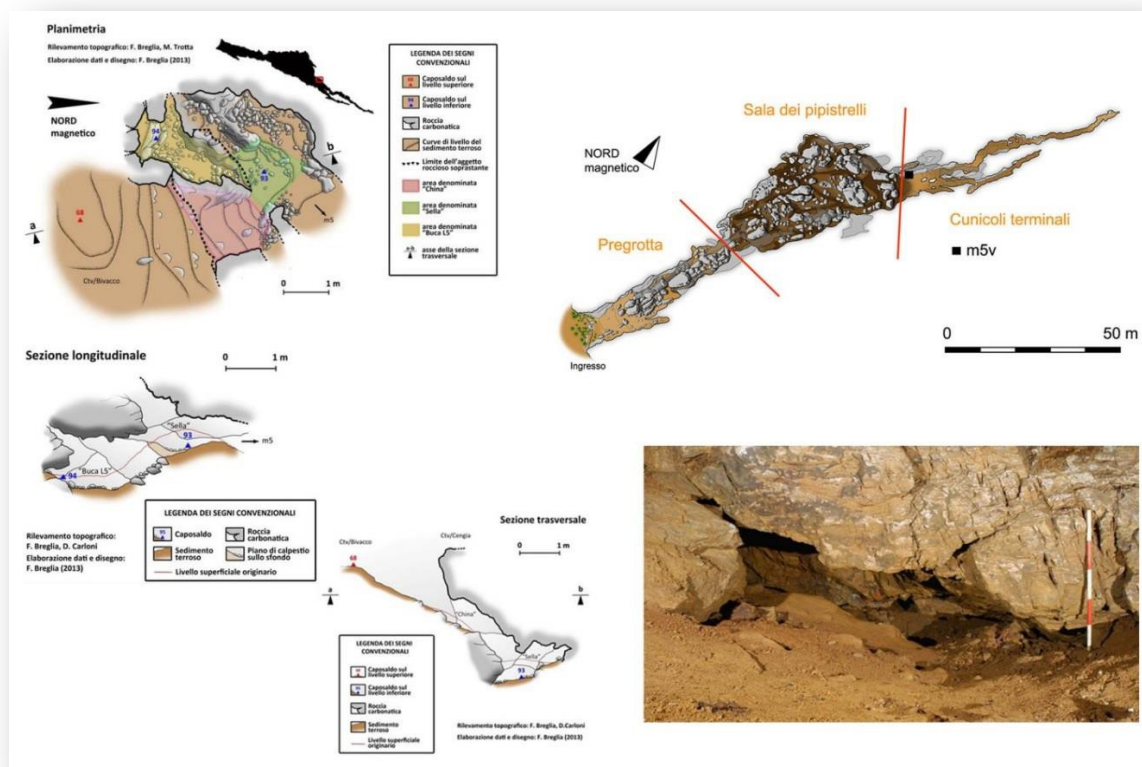 Planimetria
Rilevamento topografico: F. Breglia, M. Trotta
Elaborazione dati e disegno: F. Breglia (2013)
NORD
magnetico
94
93
68
a
b
m5
Ctv/Bivacco
0 1 m
LEGENDA DEI SEGNI
CONVENZIONALI
Caposaldo sul
livello superiore
Caposaldo sul
livello inferiore
Roccia
carbonatica
Curve di livello del
sedimento terroso
Limite dell'aggetto
roccioso soprastante
area denominata
"China"
area denominata
"Sella"
area denominata
"Buca LS"
asse della sezione
trasversale
Sala dei pipistrelli
NORD
magnetico
Pregrotta
Cunicoli terminali
m5v
Ingresso
0 50 m
Sezione longitudinale
0 1 m
"Sella"
93
m5
"Buca LS"
94
Rilevamento topografico:
F. Breglia, D. Carloni
Elaborazione dati e disegno:
F. Breglia (2013)
LEGENDA DEI SEGNI CONVENZIONALI
Caposaldo
Roccia
carbonatica
Sedimento
terroso
Piano di calpestio
sullo sfondo
Livello superficiale originario
Sezione trasversale
Ctv/Bivacco
Ctv/Cengia
0 1 m
68
a
b
"China"
"Sella"
93
LEGENDA DEI SEGNI
CONVENZIONALI
Caposaldo sul
livello superiore
Caposaldo sul
livello inferiore
Roccia
carbonatica
Sedimento
terroso
Livello superficiale
originario
Rilevamento topografico: F. Breglia, D.Carloni
Elaborazione dati e disegno: F. Breglia (2013)